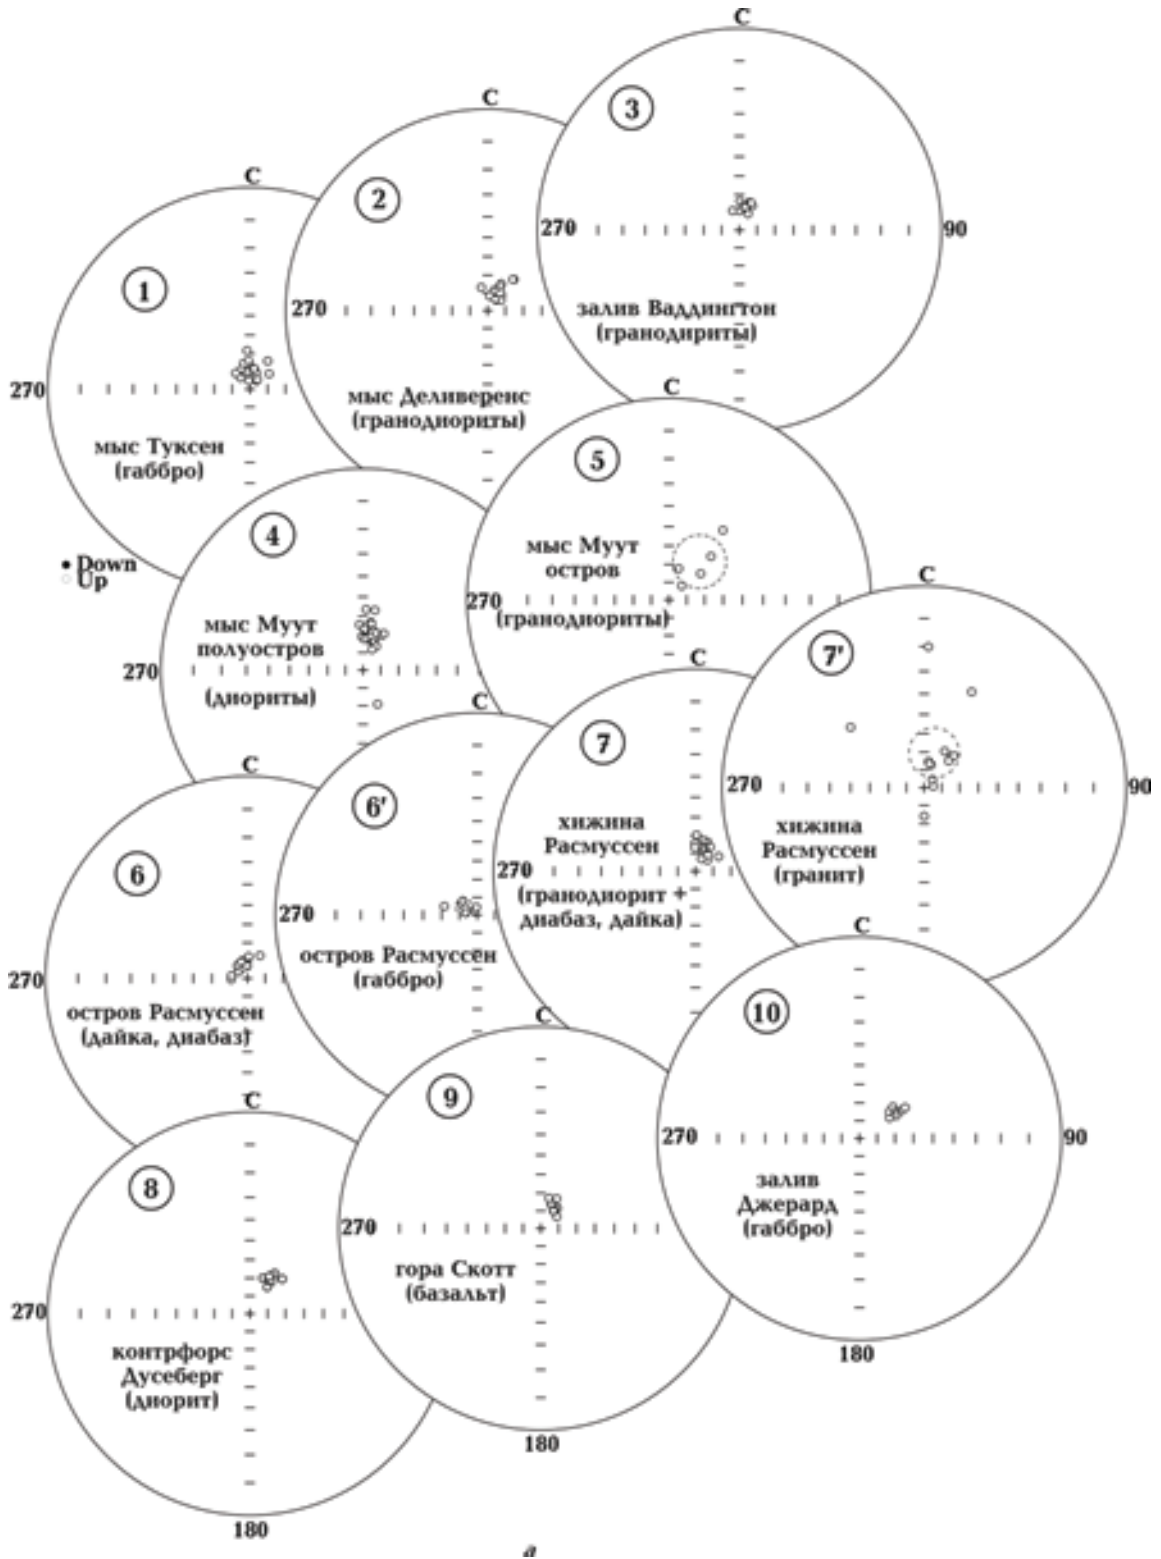 С
3
270
90
залив Ваддингтон
(гранодириты)
С
2
270
мыс Деливеренс
(гранодиориты)
С
1
270
мыс Туксен
(габбро)
Down
Up
С
5
мыс Муут
остров
270
(гранодиориты)
4
мыс Муут
полуостров
270
(диориты)
С
7'
270
90
хижина
Расмуссен
(гранит)
С
7
хижина
Расмуссен
270
(гранодиорит +
диабаз, дайка)
С
6'
270
остров Расмуссен
(габбро)
С
6
270
остров Расмуссен
(дайка, диабаз)
С
10
270
90
залив
Джерард
(габбро)
180
С
9
270
гора Скотт
(базальт)
180
С
8
270
контрфорс
Дусеберг
(диорит)
180
а